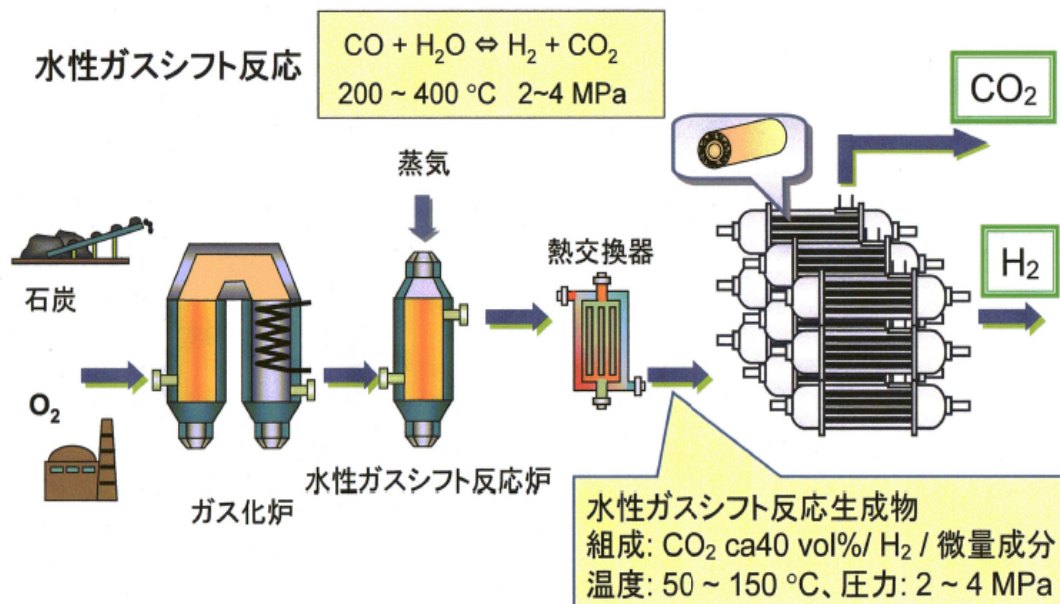 水性ガスシフト反応
CO + H₂O ⇔ H₂ + CO₂
200 ~ 400 °C 2~4 MPa
CO₂
蒸気
熱交換器
H₂
石炭
O₂
水性ガスシフト反応炉
ガス化炉
水性ガスシフト反応生成物
組成: CO₂ ca40 vol%/ H₂ / 微量成分
温度: 50 ~ 150 °C、圧力: 2 ~ 4 MPa